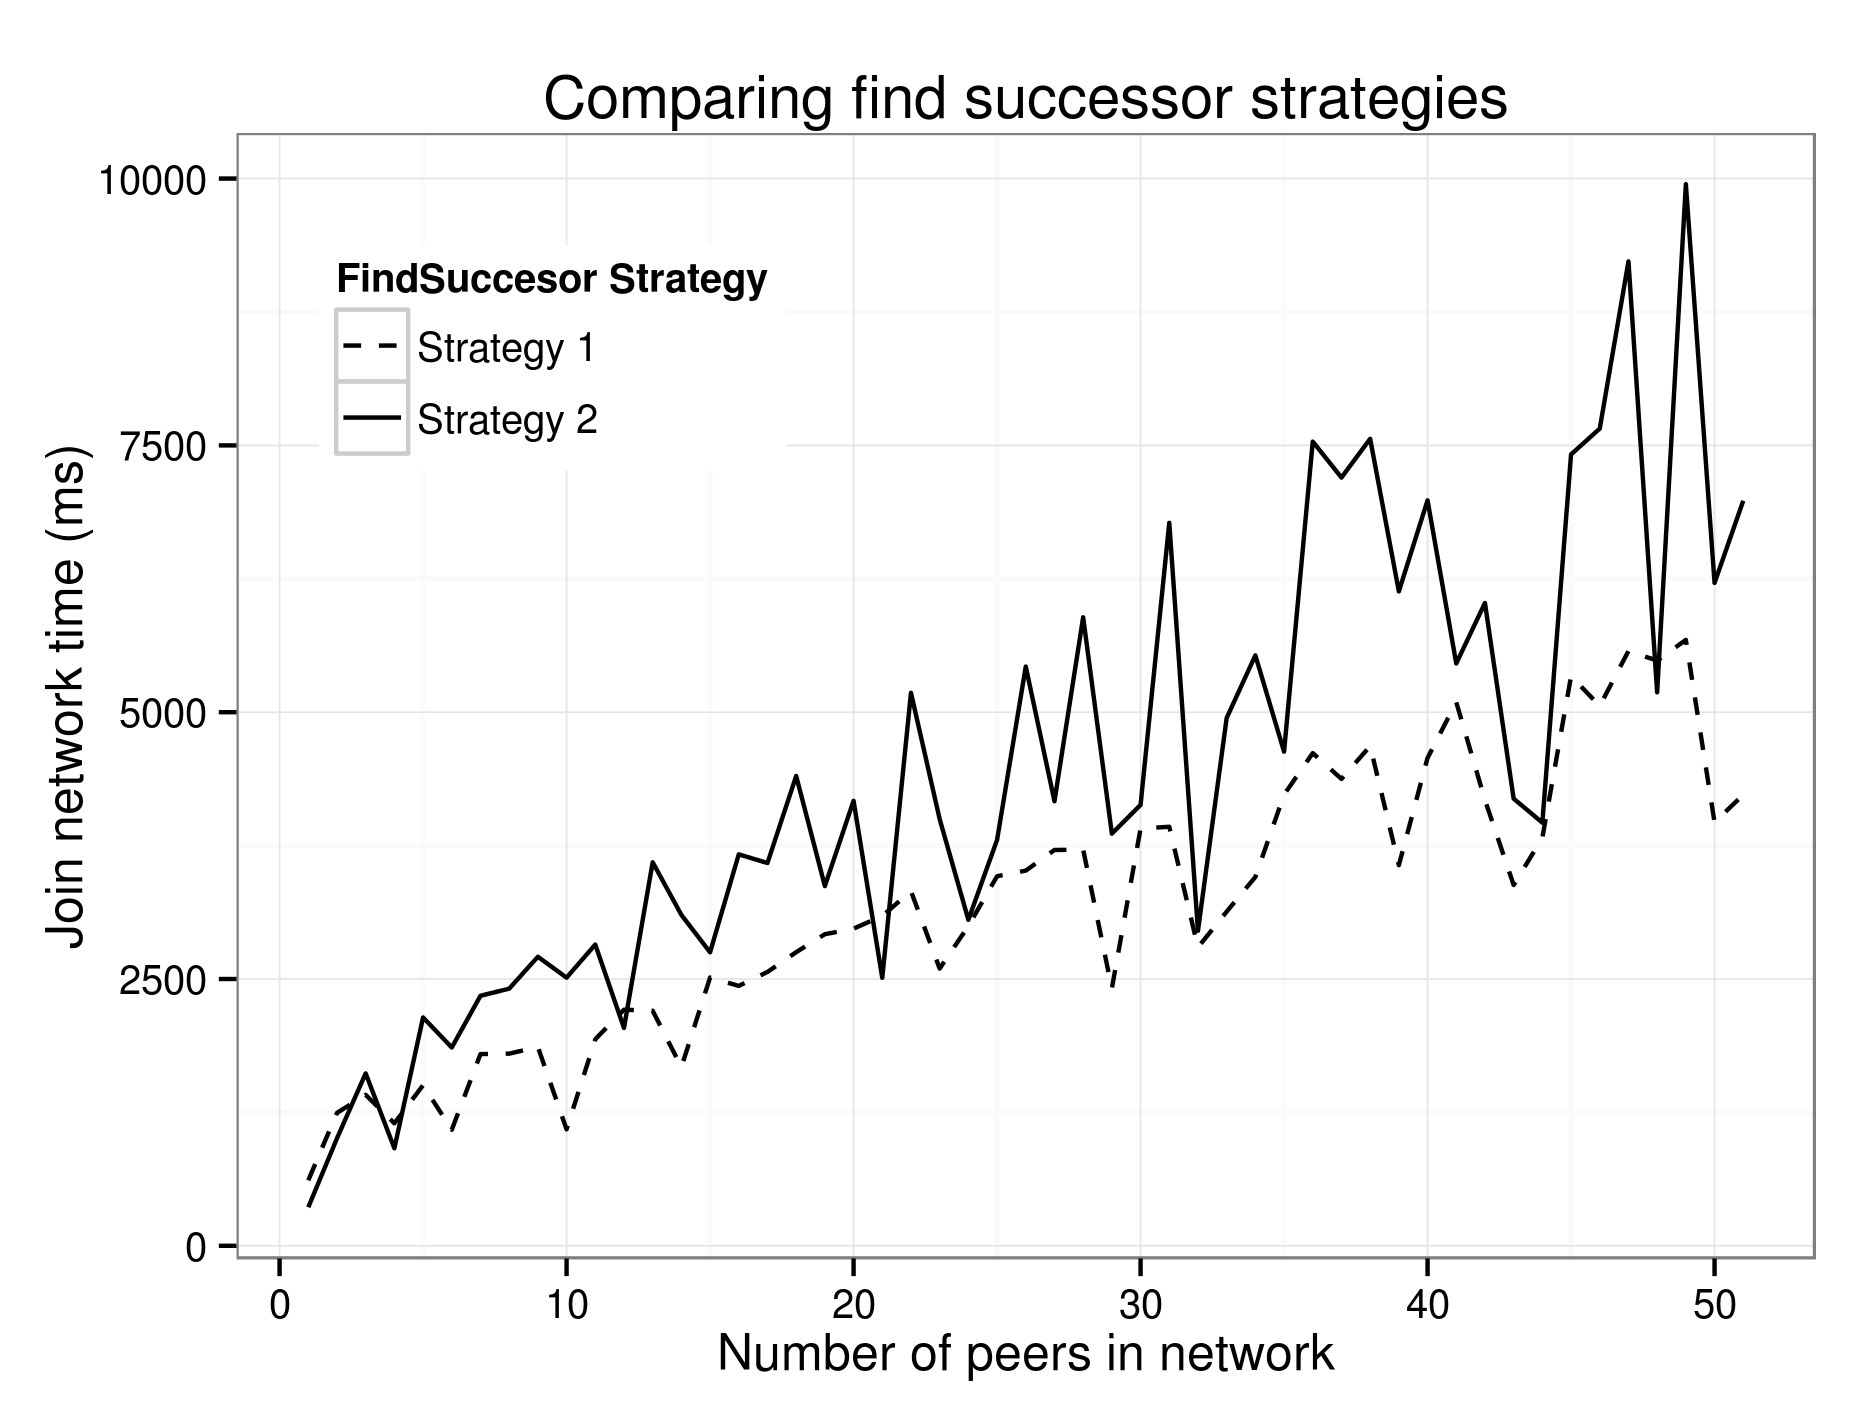 Comparing find successor strategies
10000
7500
5000
2500
0
Join network time (ms)
FindSuccesor Strategy
Strategy 1
Strategy 2
0 10 20 30 40 50
Number of peers in network